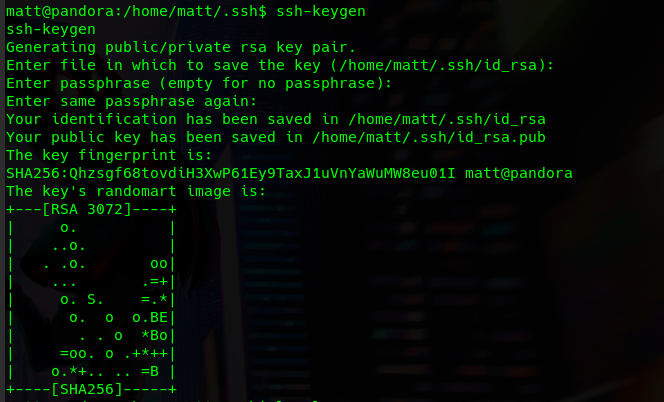 matt@pandora:/home/matt/.ssh$ ssh-keygen
ssh-keygen
Generating public/private rsa key pair.
Enter file in which to save the key (/home/matt/.ssh/id_rsa):
Enter passphrase (empty for no passphrase):
Enter same passphrase again:
Your identification has been saved in /home/matt/.ssh/id_rsa
Your public key has been saved in /home/matt/.ssh/id_rsa.pub
The key fingerprint is:
SHA256:Qhzsgf68tovdiH3XwP61Ey9TaxJ1uVnYaWuMW8eu01I matt@pandora
The key's randomart image is:
+---[RSA 3072]----+
|     o.          |
|    ..o.         |
|   . .o.       oo|
|    ...       .=+|
|     o. S.    =.*|
|      o.  o  o.BE|
|       . . o  *Bo|
|     =oo. o .+*++|
|    o.*+.. .. =B |
+----[SHA256]-----+